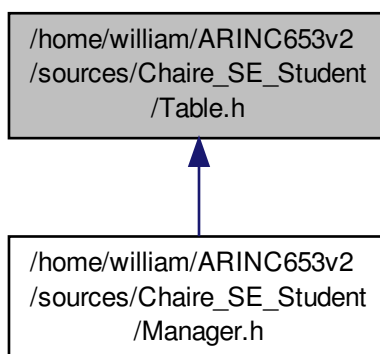 /home/william/ARINC653v2
/sources/Chaire_SE_Student
/Table.h
/home/william/ARINC653v2
/sources/Chaire_SE_Student
/Manager.h